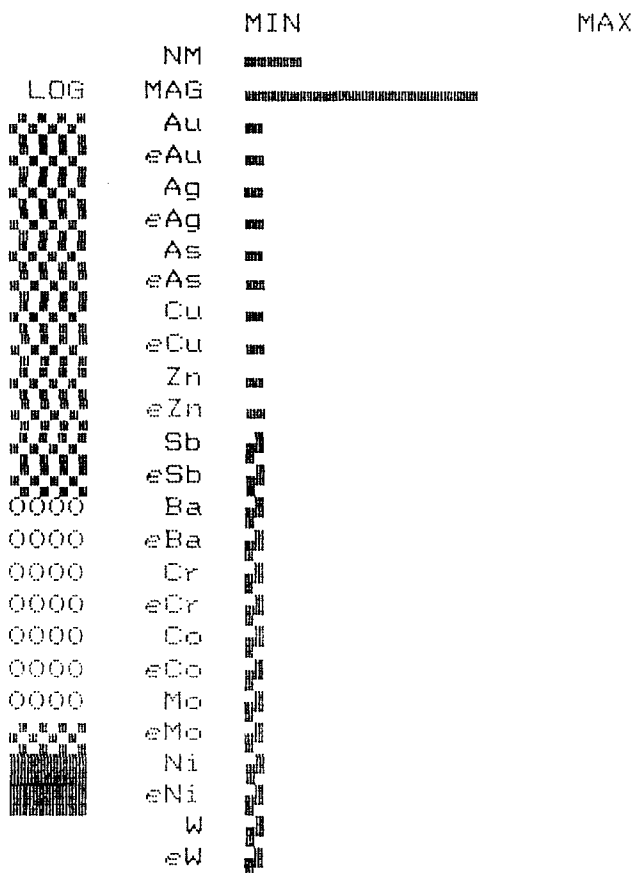 MIN MAX
NM
LOG MAG
Au
eAu
Ag
eAg
As
eAs
Cu
eCu
Zn
eZn
Sb
eSb
0000 Ba
0000 eBa
0000 Cr
0000 eCr
0000 Co
0000 eCo
0000 Mo
eMo
Ni
eNi
W
eW